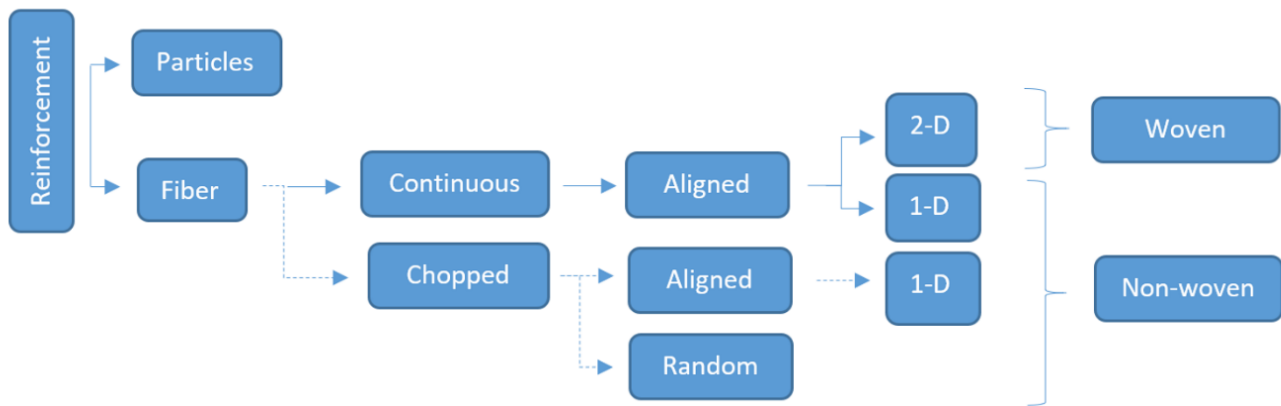 Reinforcement
Particles
Fiber
Continuous
Chopped
Aligned
Aligned
Random
2-D
1-D
1-D
Woven
Non-woven